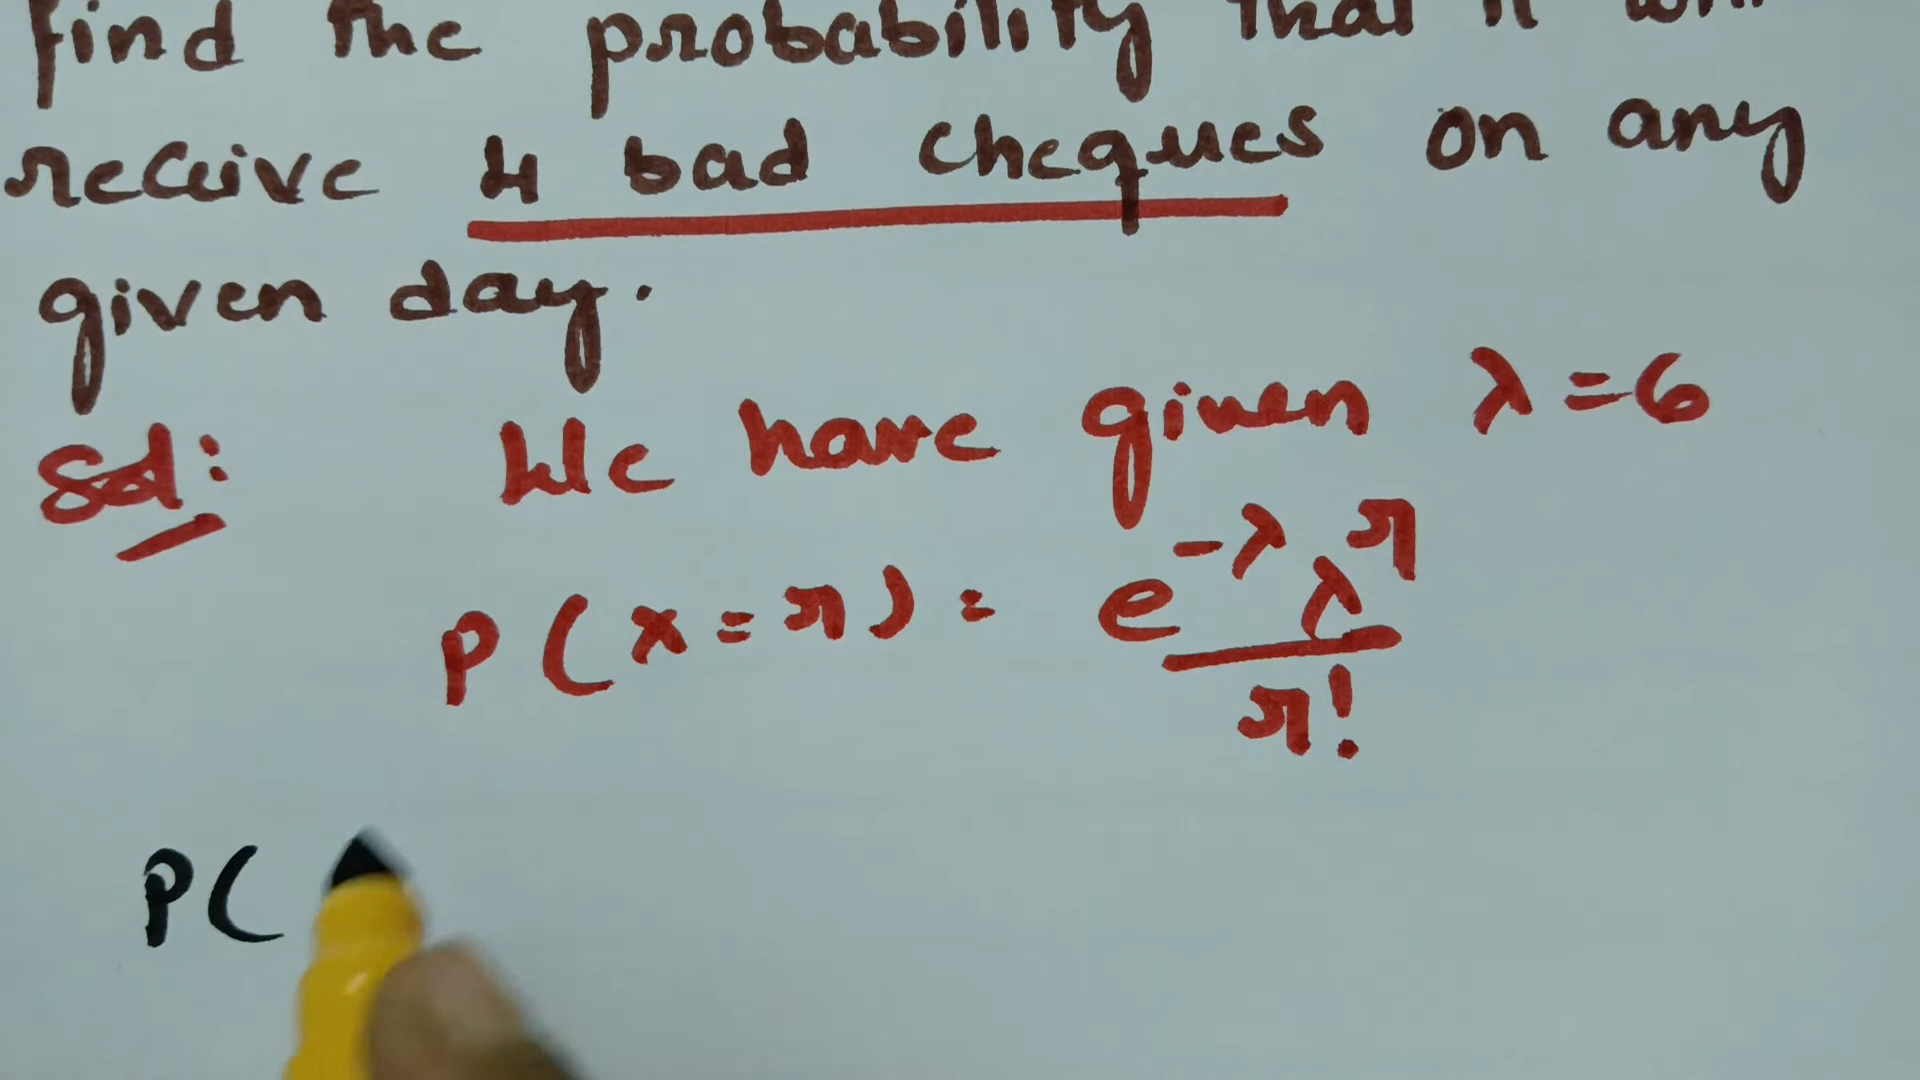 find the probability that it will
receive 4 bad cheques on any
given day.
Sol: We have given λ=6
P(x=r) = e^-λ λ^r / r!
P(